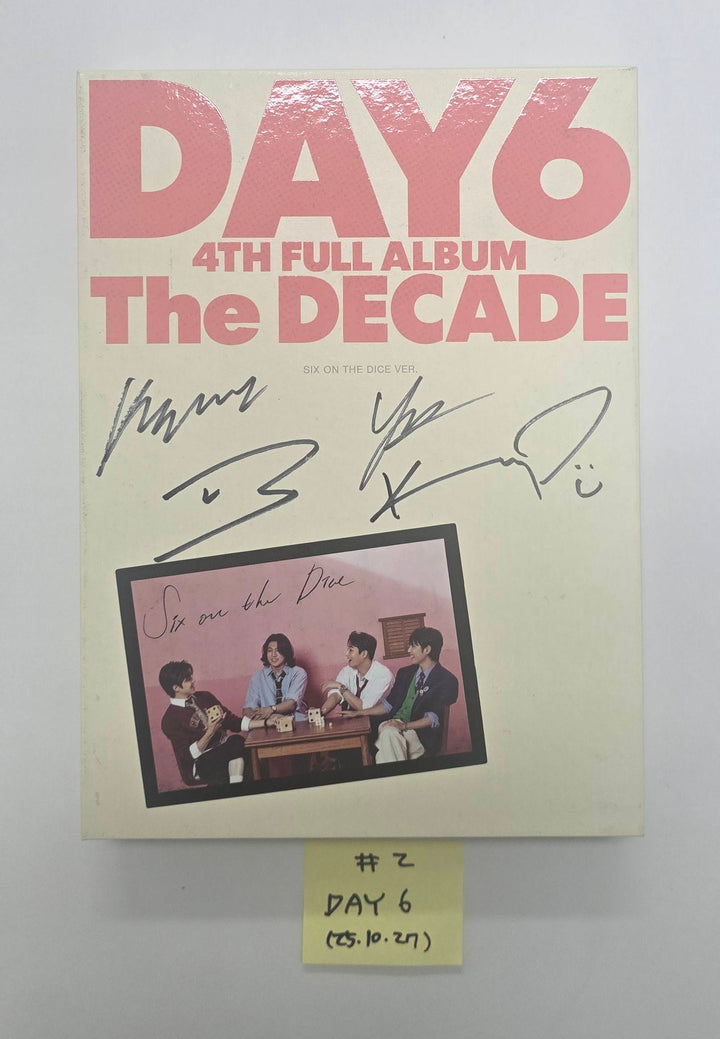 DAY6
4TH FULL ALBUM
The DECADE
SIX ON THE DICE VER.
Six on the Dice
#2
DAY 6
(25.10.27)